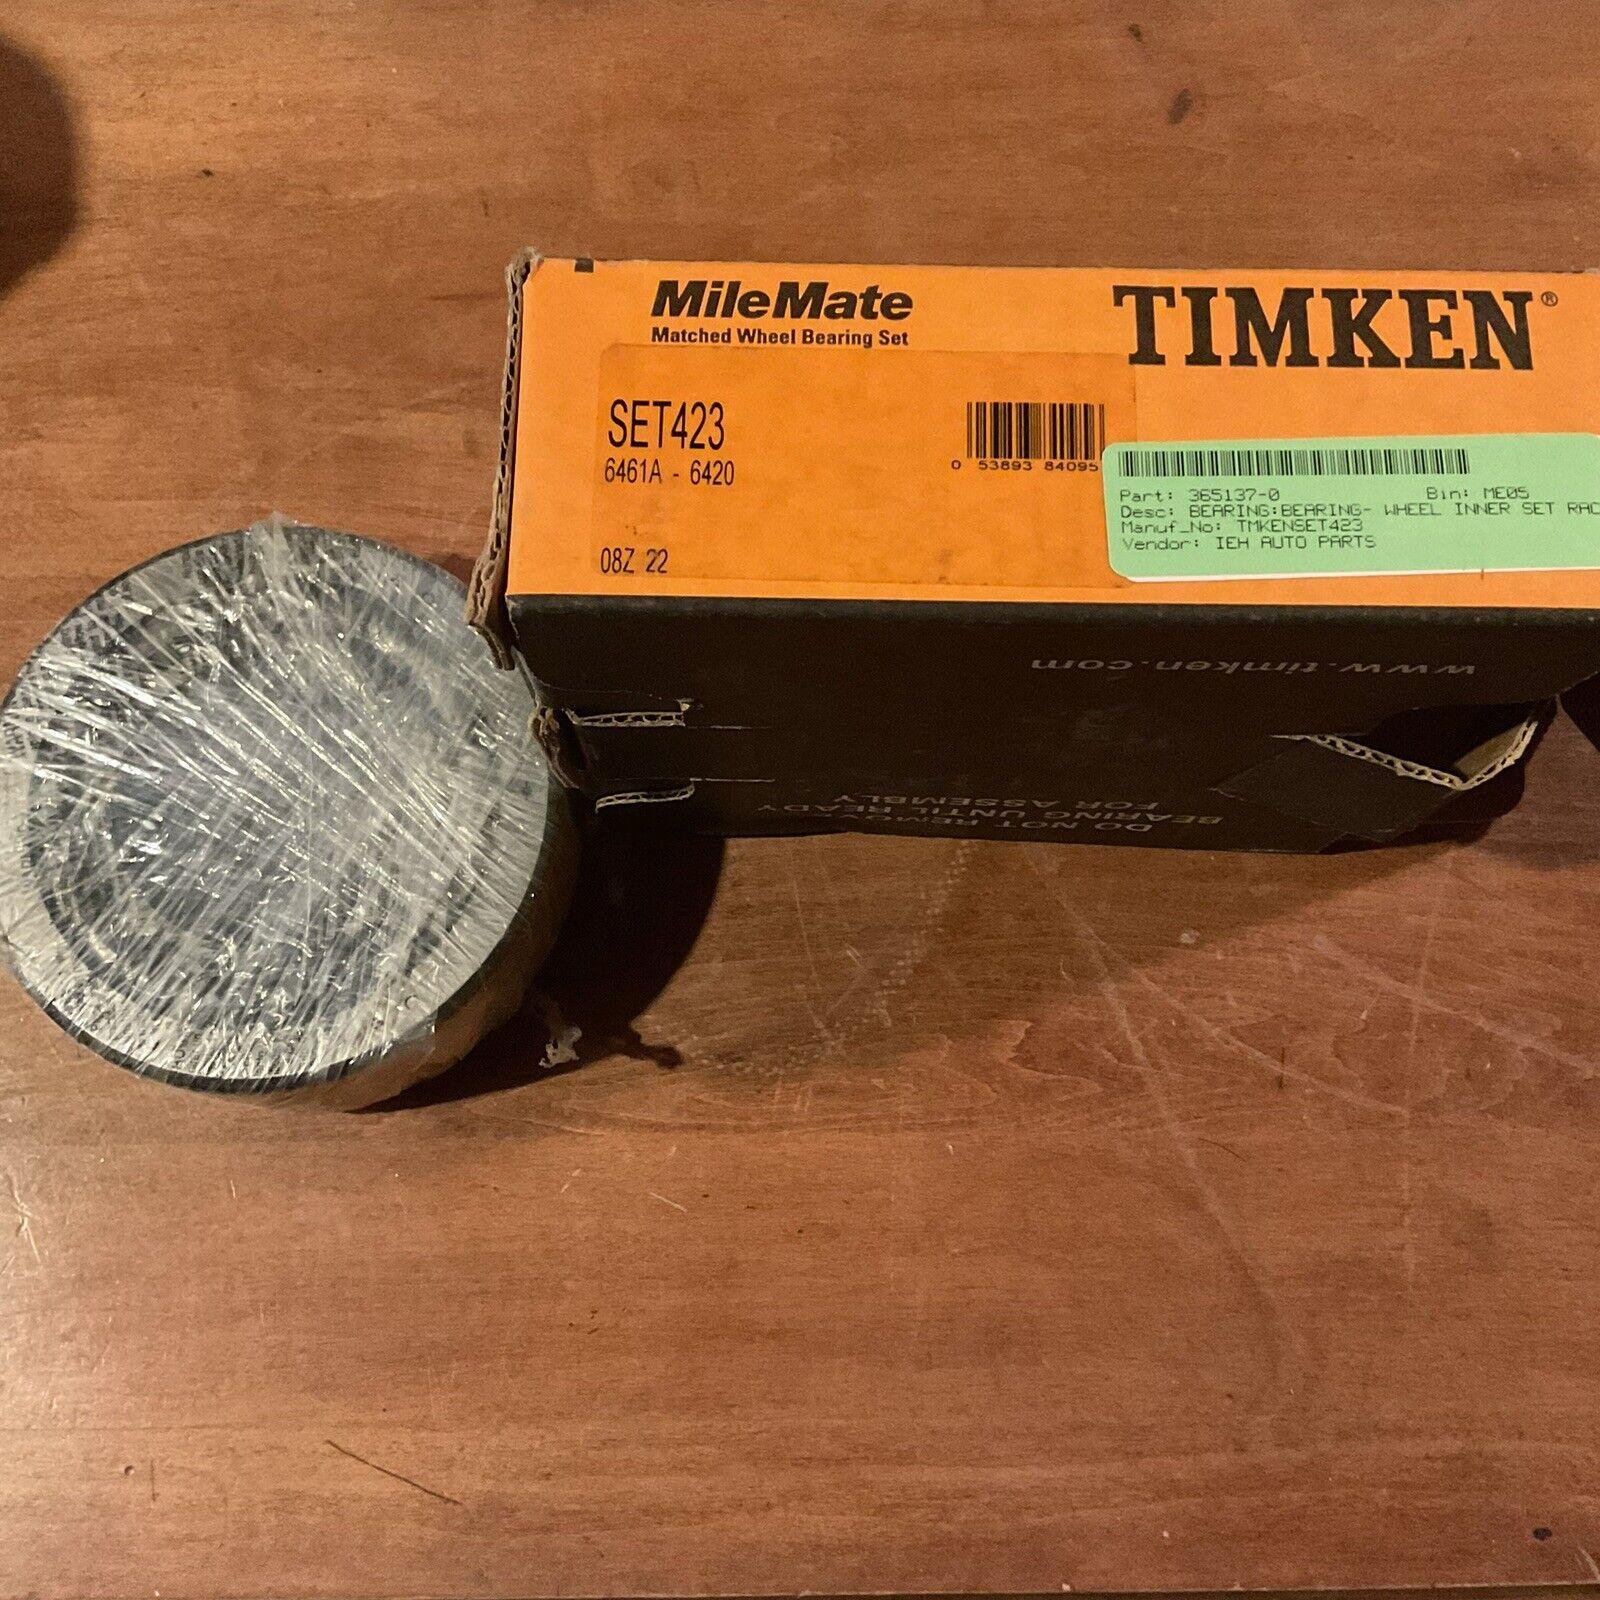 MileMate
Matched Wheel Bearing Set
TIMKEN®
SET423
6461A - 6420
0 53893 84095
08Z 22
Part: 365137-0 Bin: ME05
Desc: BEARING:BEARING- WHEEL INNER SET RAC
Manuf_No: TMKENSET423
Vendor: IEH AUTO PARTS
www.timken.com
DO NOT REMOVE
BEARING UNTIL READY
FOR ASSEMBLY